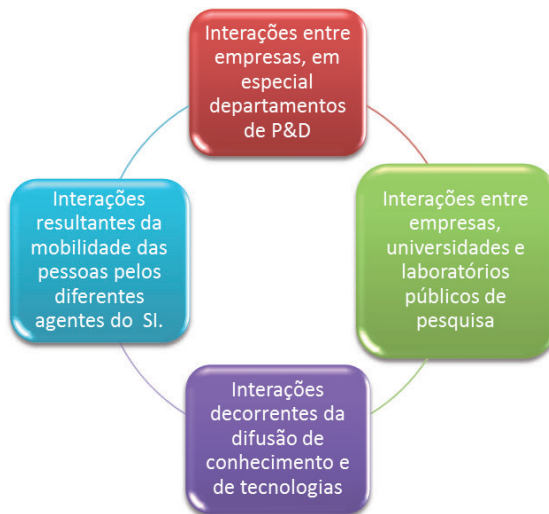 Interações entre
empresas, em
especial
departamentos
de P&D
Interações entre
empresas,
universidades e
laboratórios
públicos de
pesquisa
Interações
decorrentes da
difusão de
conhecimento e
de tecnologias
Interações
resultantes da
mobilidade das
pessoas pelos
diferentes
agentes do SI.